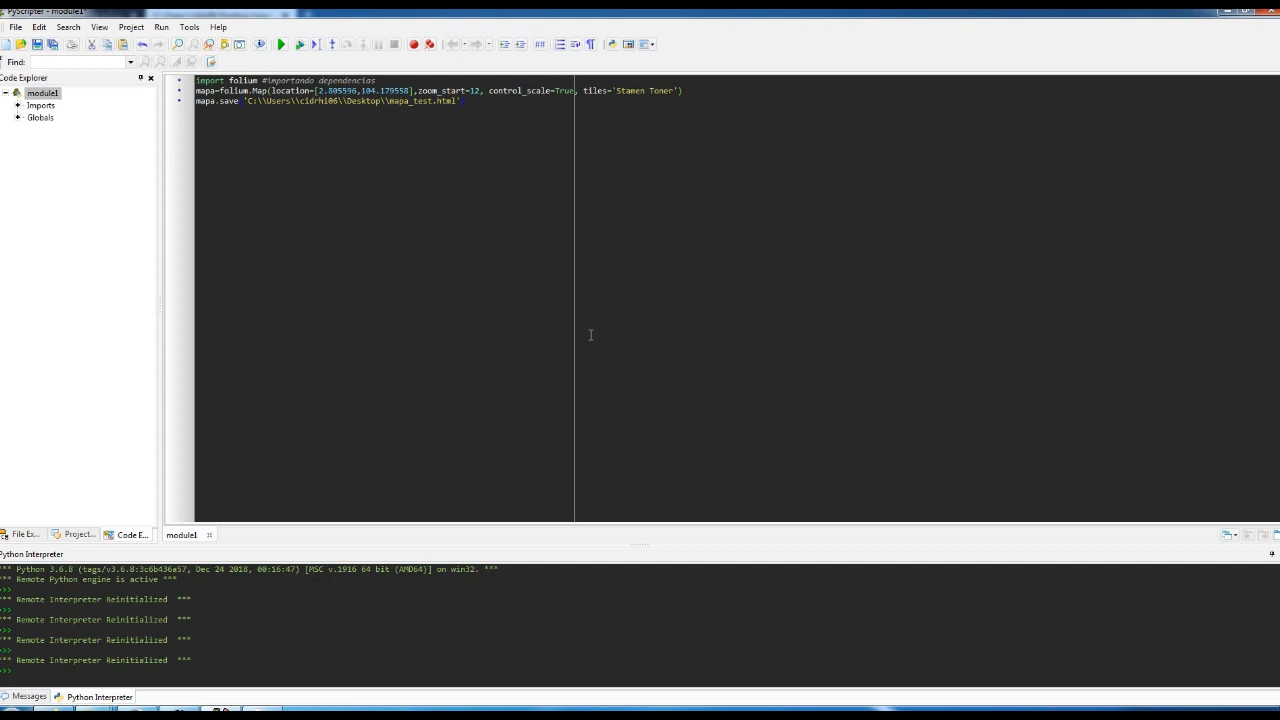 PyScripter - module1*
File Edit Search View Project Run Tools Help
Find:
Code Explorer
module1
Imports
Globals
import folium #importando dependencias
mapa=folium.Map(location=[2.805596,104.179558],zoom_start=12, control_scale=True, tiles='Stamen Toner')
mapa.save('C:\\Users\\cidrhi06\\Desktop\\mapa_test.html')
File Ex... Project... Code E...
module1
Python Interpreter
*** Python 3.6.8 (tags/v3.6.8:3c6b436a57, Dec 24 2018, 00:16:47) [MSC v.1916 64 bit (AMD64)] on win32. ***
*** Remote Python engine is active ***
>>>
*** Remote Interpreter Reinitialized ***
>>>
*** Remote Interpreter Reinitialized ***
>>>
*** Remote Interpreter Reinitialized ***
>>>
*** Remote Interpreter Reinitialized ***
>>>
Messages Python Interpreter